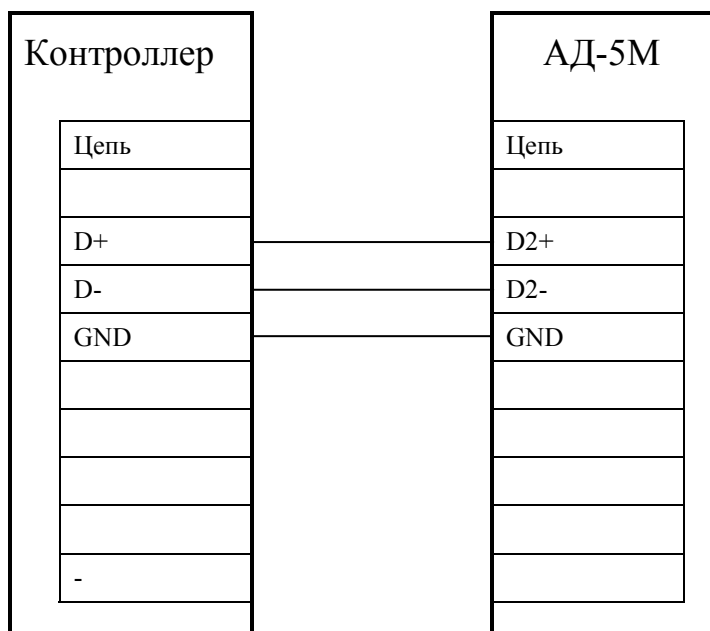 Контроллер АД-5М
Цепь Цепь
D+ D2+
D- D2-
GND GND
-